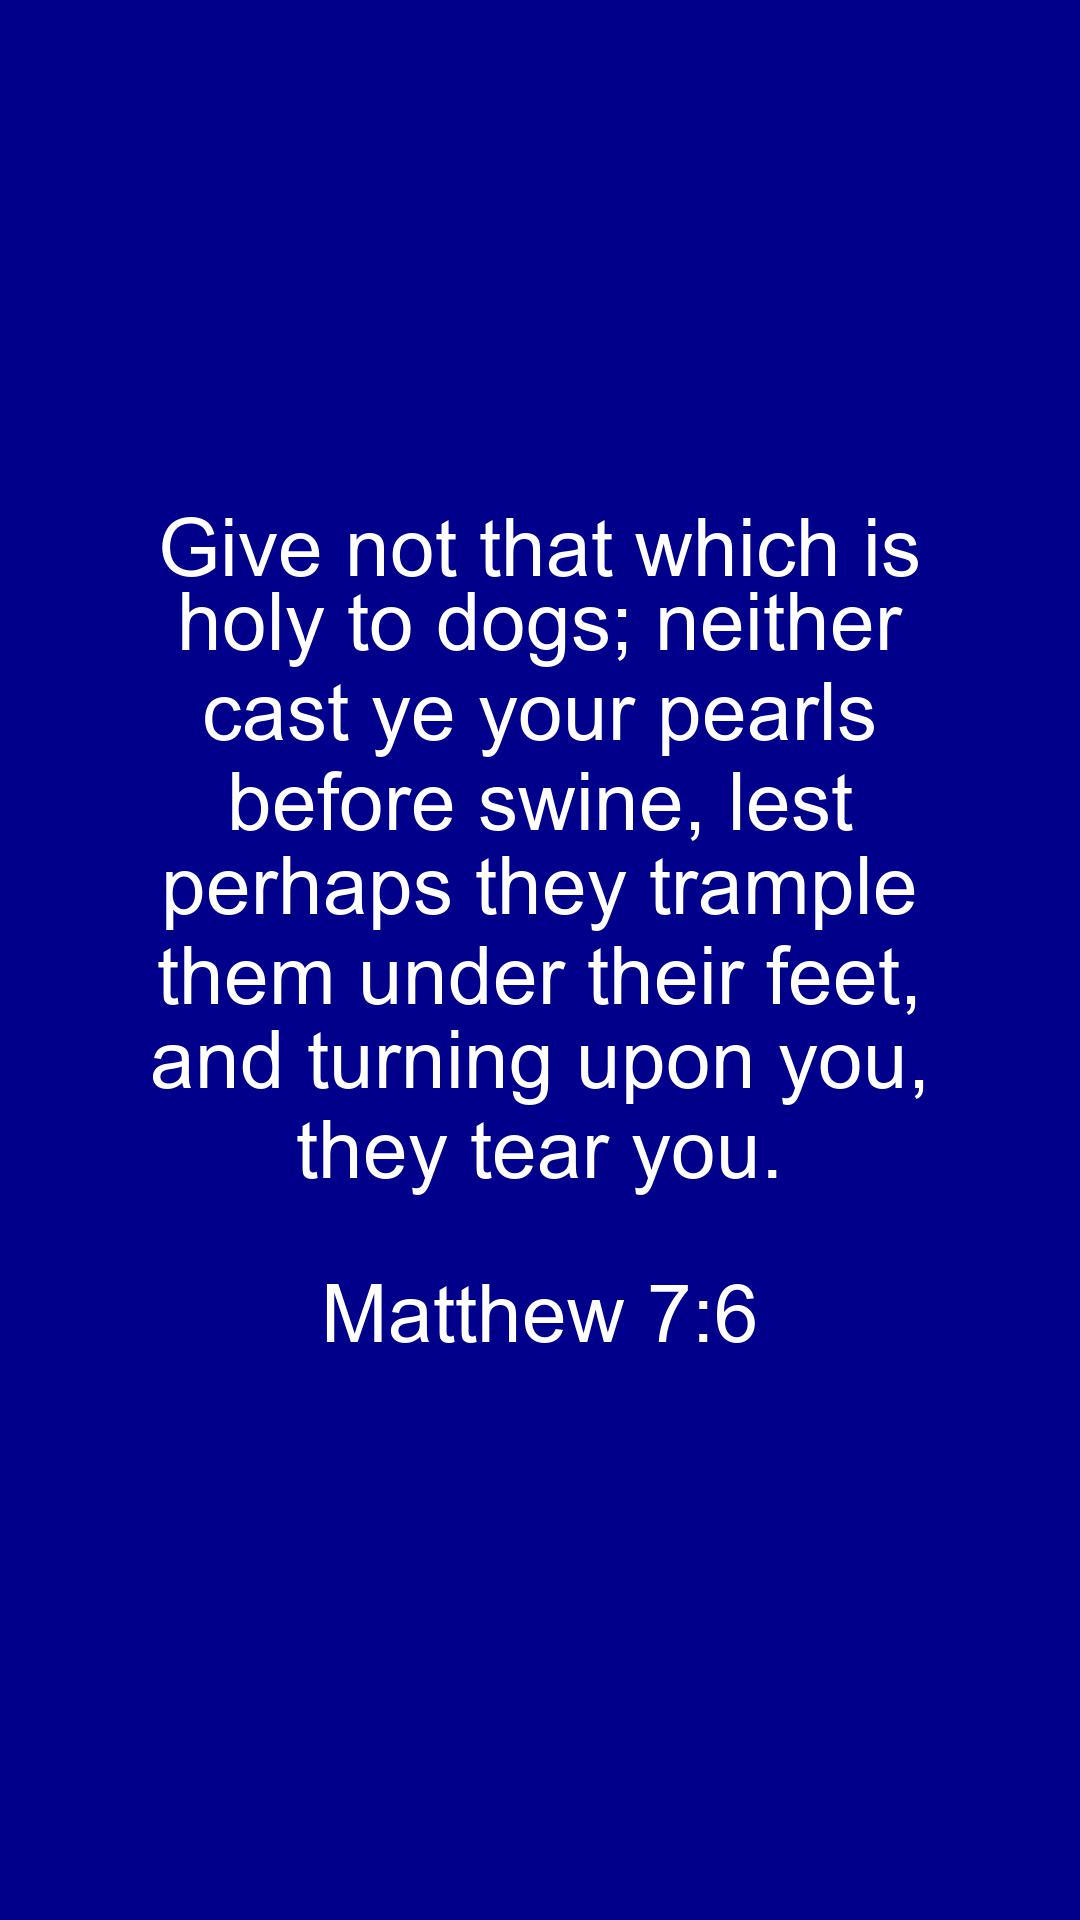 Give not that which is
holy to dogs; neither
cast ye your pearls
before swine, lest
perhaps they trample
them under their feet,
and turning upon you,
they tear you.
Matthew 7:6